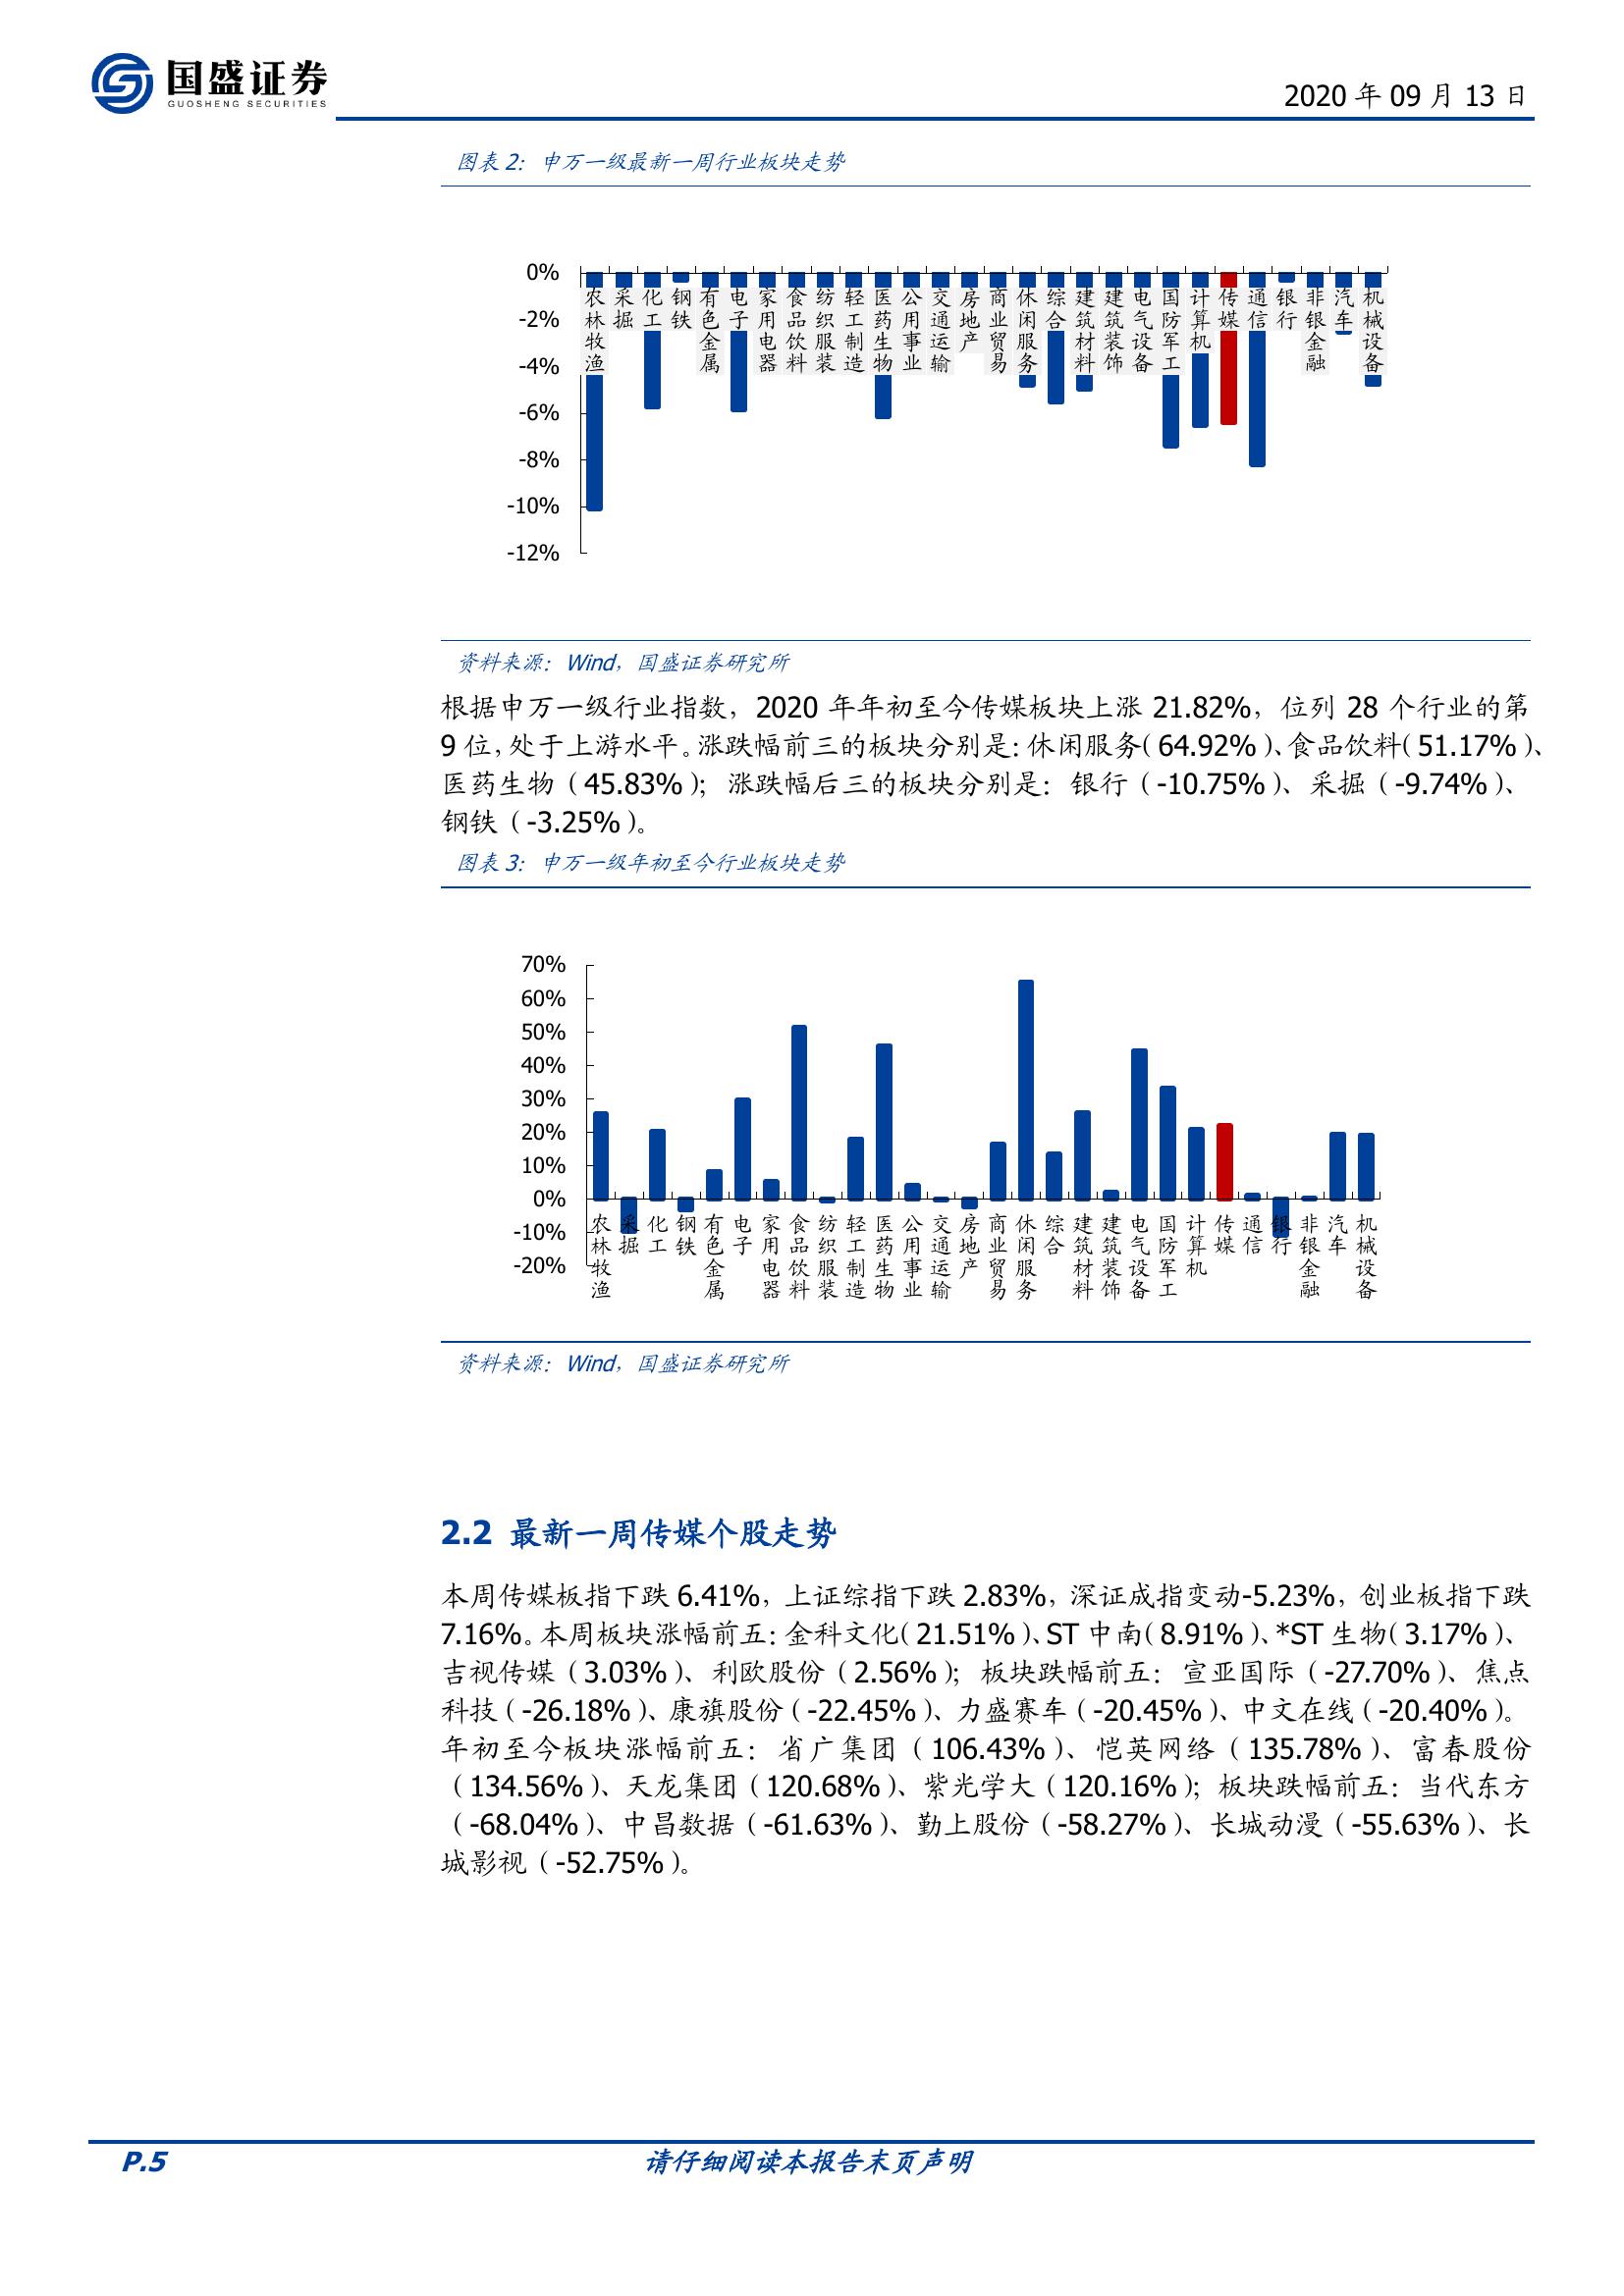 国盛证券
GUOSHENG SECURITIES
2020 年 09 月 13 日
图表 2： 申万一级最新一周行业板块走势
0%
-2%
-4%
-6%
-8%
-10%
-12%
农林牧渔
采掘
化工
钢铁
有色金属
电子
家用电器
食品饮料
纺织服装
轻工制造
医药生物
公用事业
交通运输
房地产
商业贸易
休闲服务
综合
建筑材料
建筑装饰
电气设备
国防军工
计算机
传媒
通信
银行
非银金融
汽车
机械设备
资料来源：Wind，国盛证券研究所
根据申万一级行业指数，2020 年年初至今传媒板块上涨 21.82%，位列 28 个行业的第
9 位，处于上游水平。涨跌幅前三的板块分别是：休闲服务（64.92%）、食品饮料（51.17%）、
医药生物（45.83%）；涨跌幅后三的板块分别是：银行（-10.75%）、采掘（-9.74%）、
钢铁（-3.25%）。
图表 3： 申万一级年初至今行业板块走势
70%
60%
50%
40%
30%
20%
10%
0%
-10%
-20%
农林牧渔
采掘
化工
钢铁
有色金属
电子
家用电器
食品饮料
纺织服装
轻工制造
医药生物
公用事业
交通运输
房地产
商业贸易
休闲服务
综合
建筑材料
建筑装饰
电气设备
国防军工
计算机
传媒
通信
银行
非银金融
汽车
机械设备
资料来源：Wind，国盛证券研究所
2.2 最新一周传媒个股走势
本周传媒板指下跌 6.41%，上证综指下跌 2.83%，深证成指变动-5.23%，创业板指下跌
7.16%。本周板块涨幅前五：金科文化（21.51%）、ST 中南（8.91%）、*ST 生物（3.17%）、
吉视传媒（3.03%）、利欧股份（2.56%）；板块跌幅前五：宣亚国际（-27.70%）、焦点
科技（-26.18%）、康旗股份（-22.45%）、力盛赛车（-20.45%）、中文在线（-20.40%）。
年初至今板块涨幅前五：省广集团（106.43%）、恺英网络（135.78%）、富春股份
（134.56%）、天龙集团（120.68%）、紫光学大（120.16%）；板块跌幅前五：当代东方
（-68.04%）、中昌数据（-61.63%）、勤上股份（-58.27%）、长城动漫（-55.63%）、长
城影视（-52.75%）。
P.5
请仔细阅读本报告末页声明